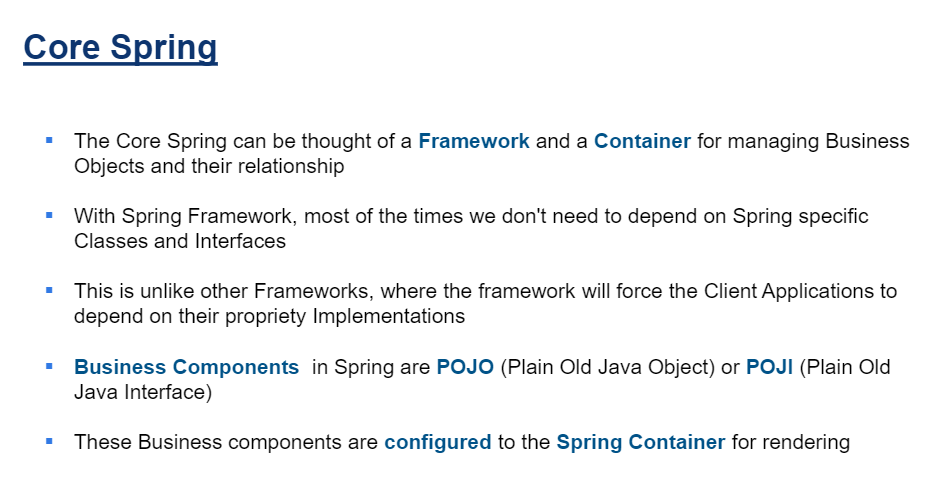 Core Spring
The Core Spring can be thought of a Framework and a Container for managing Business
Objects and their relationship
With Spring Framework, most of the times we don't need to depend on Spring specific
Classes and Interfaces
This is unlike other Frameworks, where the framework will force the Client Applications to
depend on their propriety Implementations
Business Components in Spring are POJO (Plain Old Java Object) or POJI (Plain Old
Java Interface)
These Business components are configured to the Spring Container for rendering